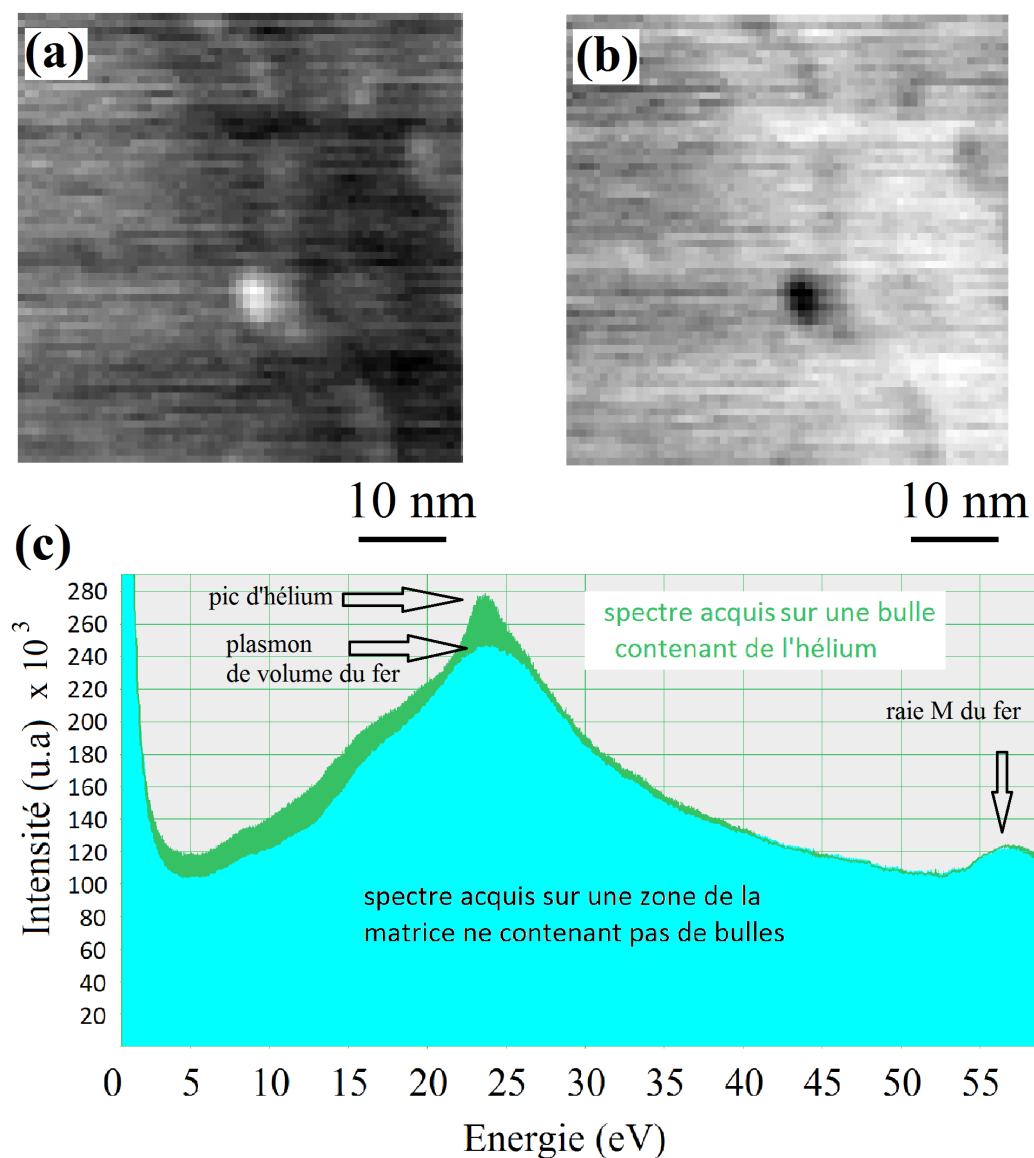 (a)
(b)
10 nm
10 nm
(c)
Intensité (u.a) x 10 3
280
260
240
220
200
180
160
140
120
100
80
60
40
20
pic d'hélium
plasmon
de volume du fer
spectre acquis sur une bulle
contenant de l'hélium
raie M du fer
spectre acquis sur une zone de la
matrice ne contenant pas de bulles
0 5 10 15 20 25 30 35 40 45 50 55
Energie (eV)